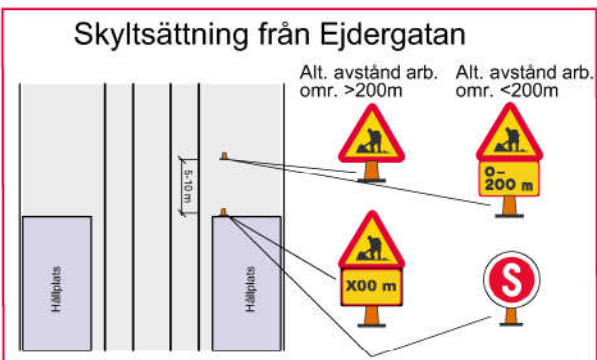 Skyltsättning från Ejdergatan
Alt. avstånd arb.
omr. >200m
Alt. avstånd arb.
omr. <200m
0-
200 m
5-10 m
X00 m
S
Hållplats
Hållplats